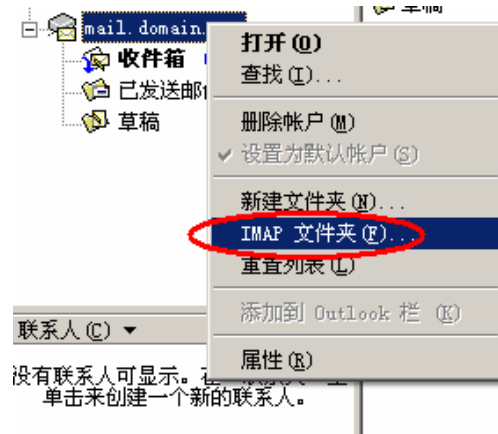 mail.domain.
收件箱
已发送邮
草稿
草稿
打开(O)
查找(I)...
删除帐户(M)
设置为默认帐户(S)
新建文件夹(N)...
IMAP 文件夹(F)...
重置列表(L)
添加到 Outlook 栏 (K)
属性(R)
联系人(C)
没有联系人可显示。在
单击来创建一个新的联系人。